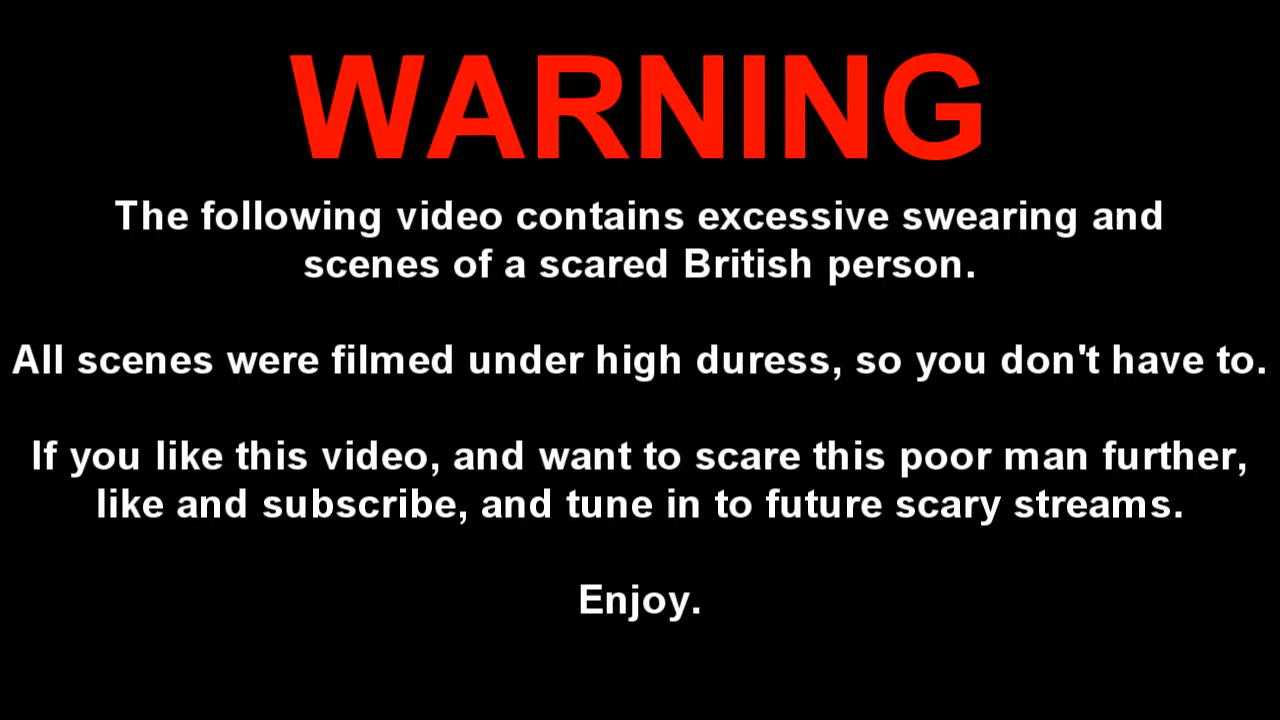 WARNING
The following video contains excessive swearing and
scenes of a scared British person.
All scenes were filmed under high duress, so you don't have to.
If you like this video, and want to scare this poor man further,
like and subscribe, and tune in to future scary streams.
Enjoy.